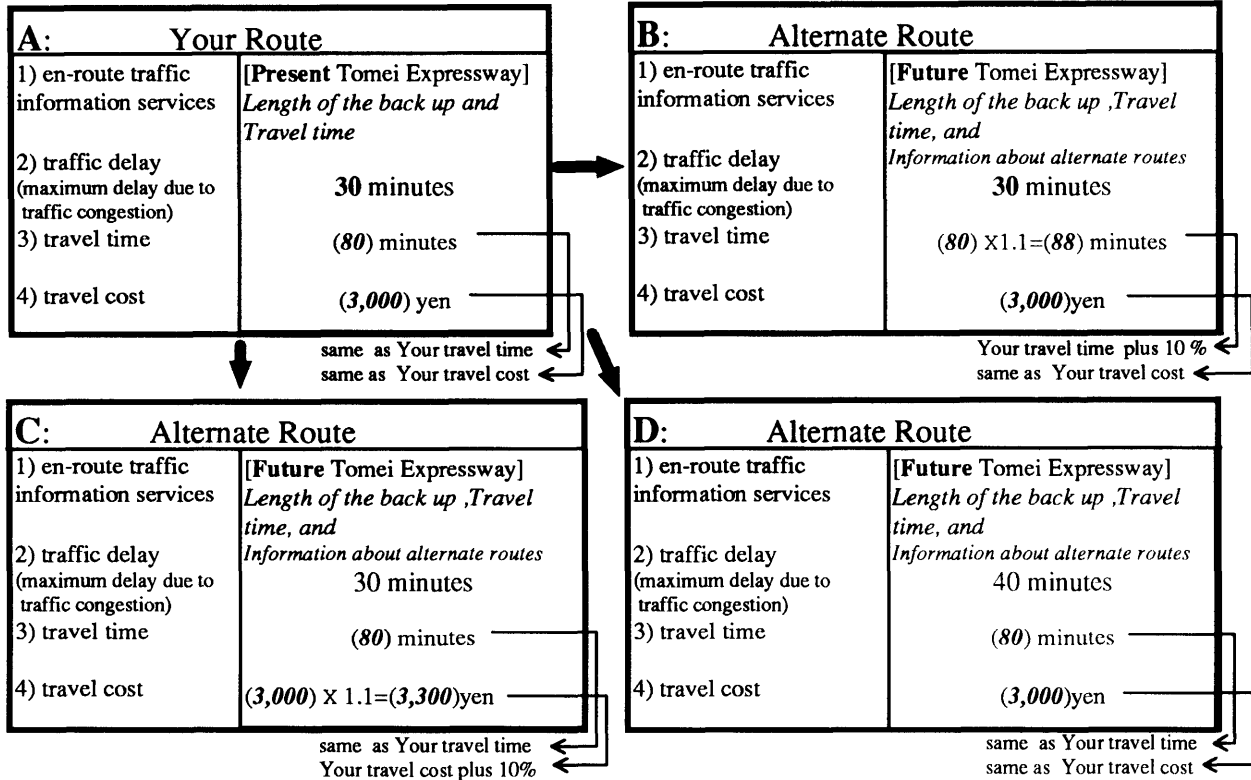 A: Your Route
1) en-route traffic
information services
[Present Tomei Expressway]
Length of the back up and
Travel time
2) traffic delay
(maximum delay due to
traffic congestion)
30 minutes
3) travel time
(80) minutes
4) travel cost
(3,000) yen
same as Your travel time
same as Your travel cost
B: Alternate Route
1) en-route traffic
information services
[Future Tomei Expressway]
Length of the back up ,Travel
time, and
Information about alternate routes
2) traffic delay
(maximum delay due to
traffic congestion)
30 minutes
3) travel time
(80) X1.1=(88) minutes
4) travel cost
(3,000)yen
Your travel time plus 10 %
same as Your travel cost
C: Alternate Route
1) en-route traffic
information services
[Future Tomei Expressway]
Length of the back up ,Travel
time, and
Information about alternate routes
2) traffic delay
(maximum delay due to
traffic congestion)
30 minutes
3) travel time
(80) minutes
4) travel cost
(3,000) X 1.1=(3,300)yen
same as Your travel time
Your travel cost plus 10%
D: Alternate Route
1) en-route traffic
information services
[Future Tomei Expressway]
Length of the back up ,Travel
time, and
Information about alternate routes
2) traffic delay
(maximum delay due to
traffic congestion)
40 minutes
3) travel time
(80) minutes
4) travel cost
(3,000)yen
same as Your travel time
same as Your travel cost